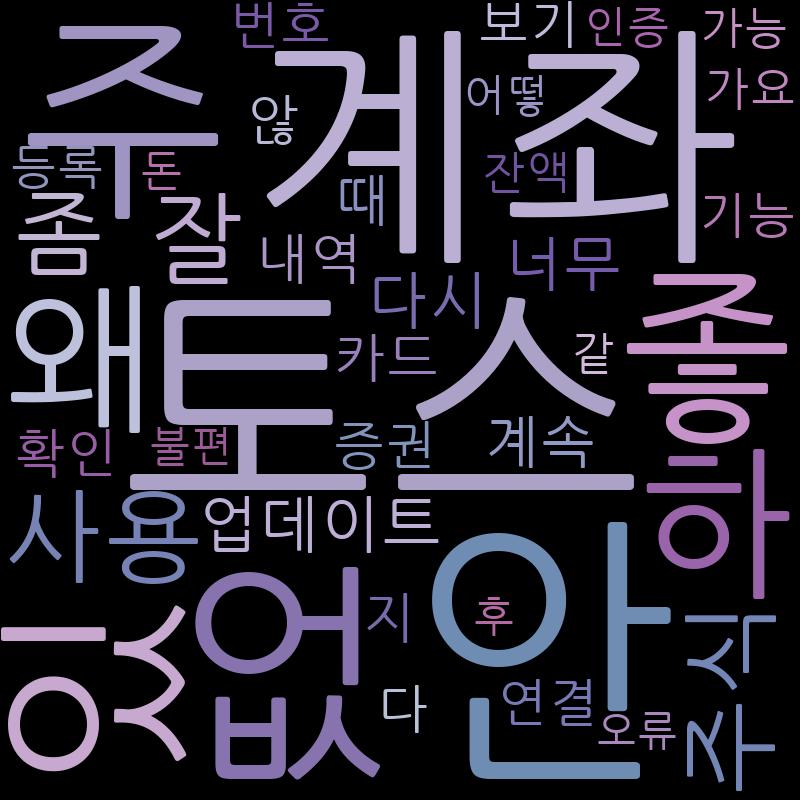 번호
보기
인증
가능
주
계좌
어떻
가요
않
등록
돈
때
잔액
기능
좀
잘
내역
너무
다시
왜
토스
카드
같
좋
확인
불편
증권
계속
하
사용
업데이트
있
없
지
안
후
주식
다
연결
오류